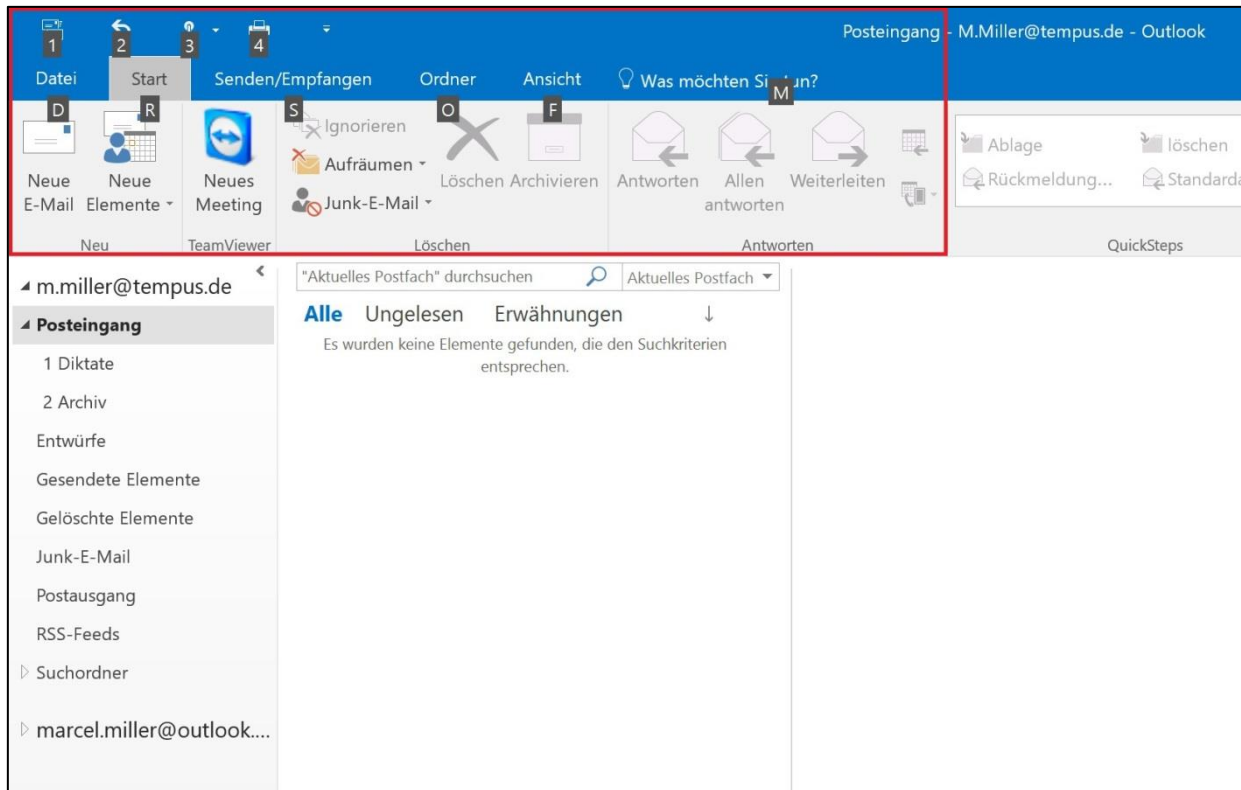 Posteingang - M.Miller@tempus.de - Outlook
1 2 3 4
Datei Start Senden/Empfangen Ordner Ansicht Was möchten Sie tun?
D R S O F M
Neue E-Mail
Neue Elemente
Neues Meeting
Ignorieren
Aufräumen
Junk-E-Mail
Löschen Archivieren
Antworten
Allen antworten
Weiterleiten
Ablage löschen
Rückmeldung...
Neu TeamViewer Löschen Antworten QuickSteps
m.miller@tempus.de
Posteingang
1 Diktate
2 Archiv
Entwürfe
Gesendete Elemente
Gelöschte Elemente
Junk-E-Mail
Postausgang
RSS-Feeds
Suchordner
marcel.miller@outlook....
"Aktuelles Postfach" durchsuchen Aktuelles Postfach
Alle Ungelesen Erwähnungen
Es wurden keine Elemente gefunden, die den Suchkriterien
entsprechen.